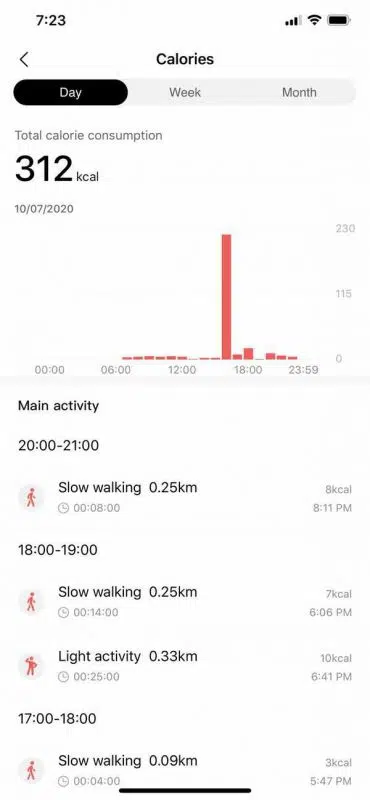 7:23
Calories
Day Week Month
Total calorie consumption
312 kcal
10/07/2020
230
115
0
00:00 06:00 12:00 18:00 23:59
Main activity
20:00-21:00
Slow walking 0.25km 8kcal
00:08:00 8:11 PM
18:00-19:00
Slow walking 0.25km 7kcal
00:14:00 6:06 PM
Light activity 0.33km 10kcal
00:25:00 6:41 PM
17:00-18:00
Slow walking 0.09km 3kcal
00:04:00 5:47 PM